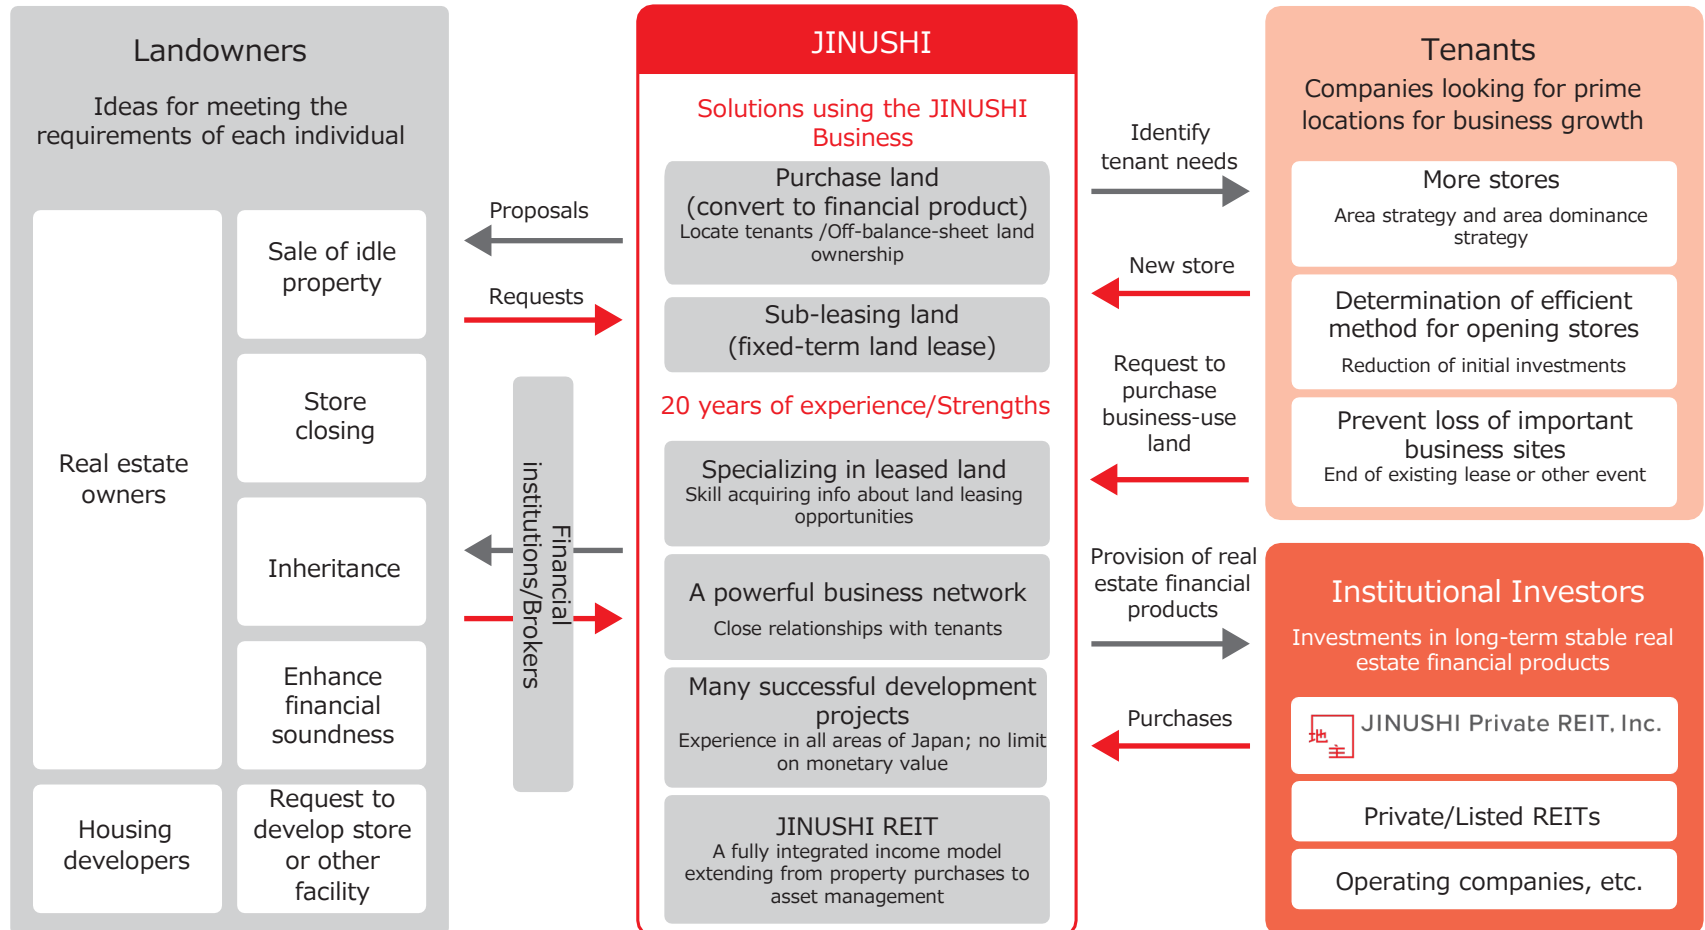 Landowners
Ideas for meeting the
requirements of each individual
Real estate
owners
Sale of idle
property
Store
closing
Inheritance
Enhance
financial
soundness
Housing
developers
Request to
develop store
or other
facility
Proposals
Requests
Financial
institutions/Brokers
JINUSHI
Solutions using the JINUSHI
Business
Purchase land
(convert to financial product)
Locate tenants /Off-balance-sheet land
ownership
Sub-leasing land
(fixed-term land lease)
20 years of experience/Strengths
Specializing in leased land
Skill acquiring info about land leasing
opportunities
A powerful business network
Close relationships with tenants
Many successful development
projects
Experience in all areas of Japan; no limit
on monetary value
JINUSHI REIT
A fully integrated income model
extending from property purchases to
asset management
Identify
tenant needs
New store
Request to
purchase
business-use
land
Provision of real
estate financial
products
Purchases
Tenants
Companies looking for prime
locations for business growth
More stores
Area strategy and area dominance
strategy
Determination of efficient
method for opening stores
Reduction of initial investments
Prevent loss of important
business sites
End of existing lease or other event
Institutional Investors
Investments in long-term stable real
estate financial products
地主
JINUSHI Private REIT, Inc.
Private/Listed REITs
Operating companies, etc.